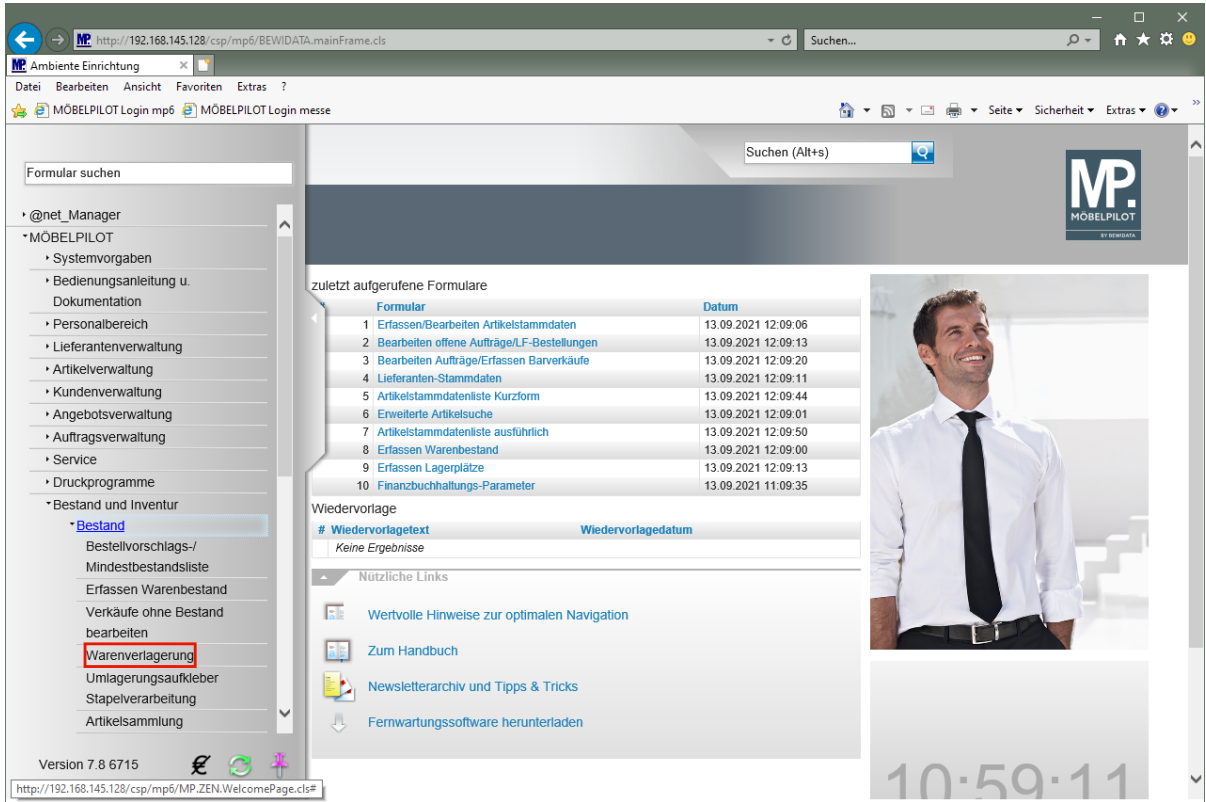 http://192.168.145.128/csp/mp6/BEWIDATA.mainFrame.cls
Suchen...
MP. Ambiente Einrichtung
Datei Bearbeiten Ansicht Favoriten Extras ?
MÖBELPILOT Login mp6 MÖBELPILOT Login messe
Seite Sicherheit Extras
Formular suchen
Suchen (Alt+s)
MP.
MÖBELPILOT
BY BEWIDATA
@net_Manager
MÖBELPILOT
Systemvorgaben
Bedienungsanleitung u.
Dokumentation
Personalbereich
Lieferantenverwaltung
Artikelverwaltung
Kundenverwaltung
Angebotsverwaltung
Auftragsverwaltung
Service
Druckprogramme
Bestand und Inventur
Bestand
Bestellvorschlags-/
Mindestbestandsliste
Erfassen Warenbestand
Verkäufe ohne Bestand
bearbeiten
Warenverlagerung
Umlagerungsaufkleber
Stapelverarbeitung
Artikelsammlung
Version 7.8 6715
http://192.168.145.128/csp/mp6/MP.ZEN.WelcomePage.cls#
zuletzt aufgerufene Formulare
Formular Datum
1 Erfassen/Bearbeiten Artikelstammdaten 13.09.2021 12:09:06
2 Bearbeiten offene Aufträge/LF-Bestellungen 13.09.2021 12:09:13
3 Bearbeiten Aufträge/Erfassen Barverkäufe 13.09.2021 12:09:20
4 Lieferanten-Stammdaten 13.09.2021 12:09:11
5 Artikelstammdatenliste Kurzform 13.09.2021 12:09:44
6 Erweiterte Artikelsuche 13.09.2021 12:09:01
7 Artikelstammdatenliste ausführlich 13.09.2021 12:09:50
8 Erfassen Warenbestand 13.09.2021 12:09:00
9 Erfassen Lagerplätze 13.09.2021 12:09:13
10 Finanzbuchhaltungs-Parameter 13.09.2021 11:09:35
Wiedervorlage
# Wiedervorlagetext Wiedervorlagedatum
Keine Ergebnisse
Nützliche Links
Wertvolle Hinweise zur optimalen Navigation
Zum Handbuch
Newsletterarchiv und Tipps & Tricks
Fernwartungssoftware herunterladen
10:59:11